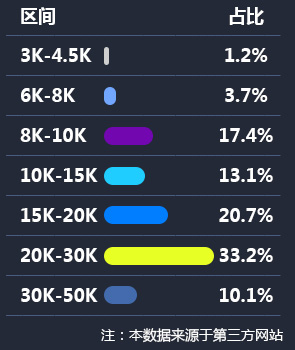 区间 占比
3K-4.5K 1.2%
6K-8K 3.7%
8K-10K 17.4%
10K-15K 13.1%
15K-20K 20.7%
20K-30K 33.2%
30K-50K 10.1%
注：本数据来源于第三方网站